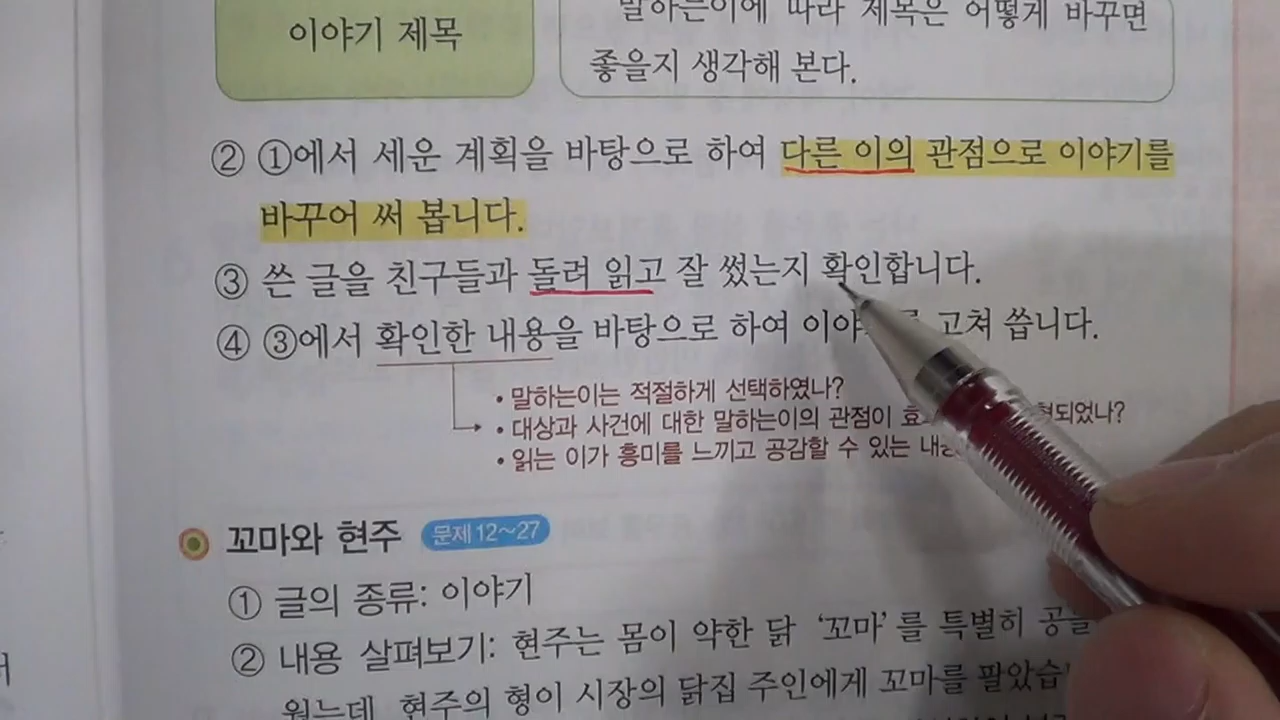 이야기 제목
말하는이에 따라 제목은 어떻게 바꾸면
좋을지 생각해 본다.
② ①에서 세운 계획을 바탕으로 하여 다른 이의 관점으로 이야기를
바꾸어 써 봅니다.
③ 쓴 글을 친구들과 돌려 읽고 잘 썼는지 확인합니다.
④ ③에서 확인한 내용을 바탕으로 하여 고쳐 씁니다.
• 말하는이는 적절하게 선택하였나?
• 대상과 사건에 대한 말하는이의 관점이
• 읽는 이가 흥미를 느끼고 공감할 수 있는
꼬마와 현주 문제 12~27
① 글의 종류: 이야기
② 내용 살펴보기: 현주는 몸이 약한 닭 '꼬마'를 특별히
웠는데 현주의 형이 시장의 닭집 주인에게 꼬마를